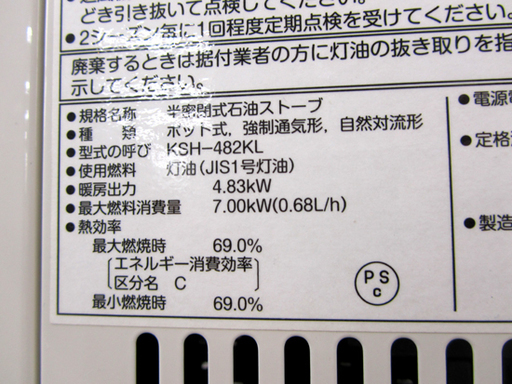 どき引き抜いて点検してください。
●2シーズン毎に1回程度定期点検を受けてください
廃棄するときは据付業者の方に灯油の抜き取りを指
示してください。
●規格名称 半密閉式石油ストーブ
●種 類 ポット式，強制通気形，自然対流形
●型式の呼び KSH-482KL
●使用燃料 灯油(JIS1号灯油)
●暖房出力 4.83kW
●最大燃料消費量 7.00kW(0.68L/h)
●熱効率
最大燃焼時 69.0%
エネルギー消費効率
区分名 C
最小燃焼時 69.0%
PS
C
●電源電
●定格
●製造